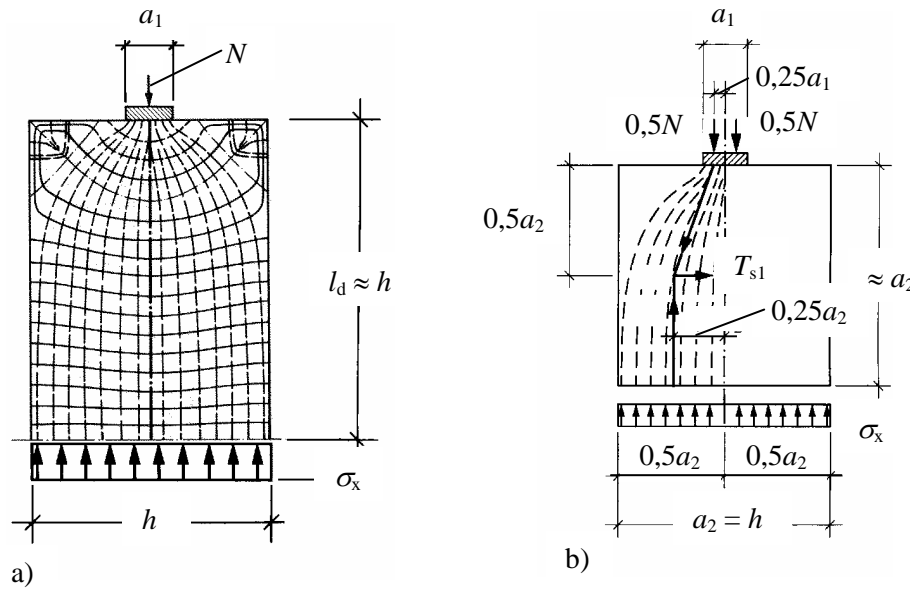 a1
N
ld ≈ h
σx
h
a)
a1
0,25a1
0,5N
0,5N
0,5a2
Ts1
≈ a2
0,25a2
σx
0,5a2
0,5a2
a2 = h
b)